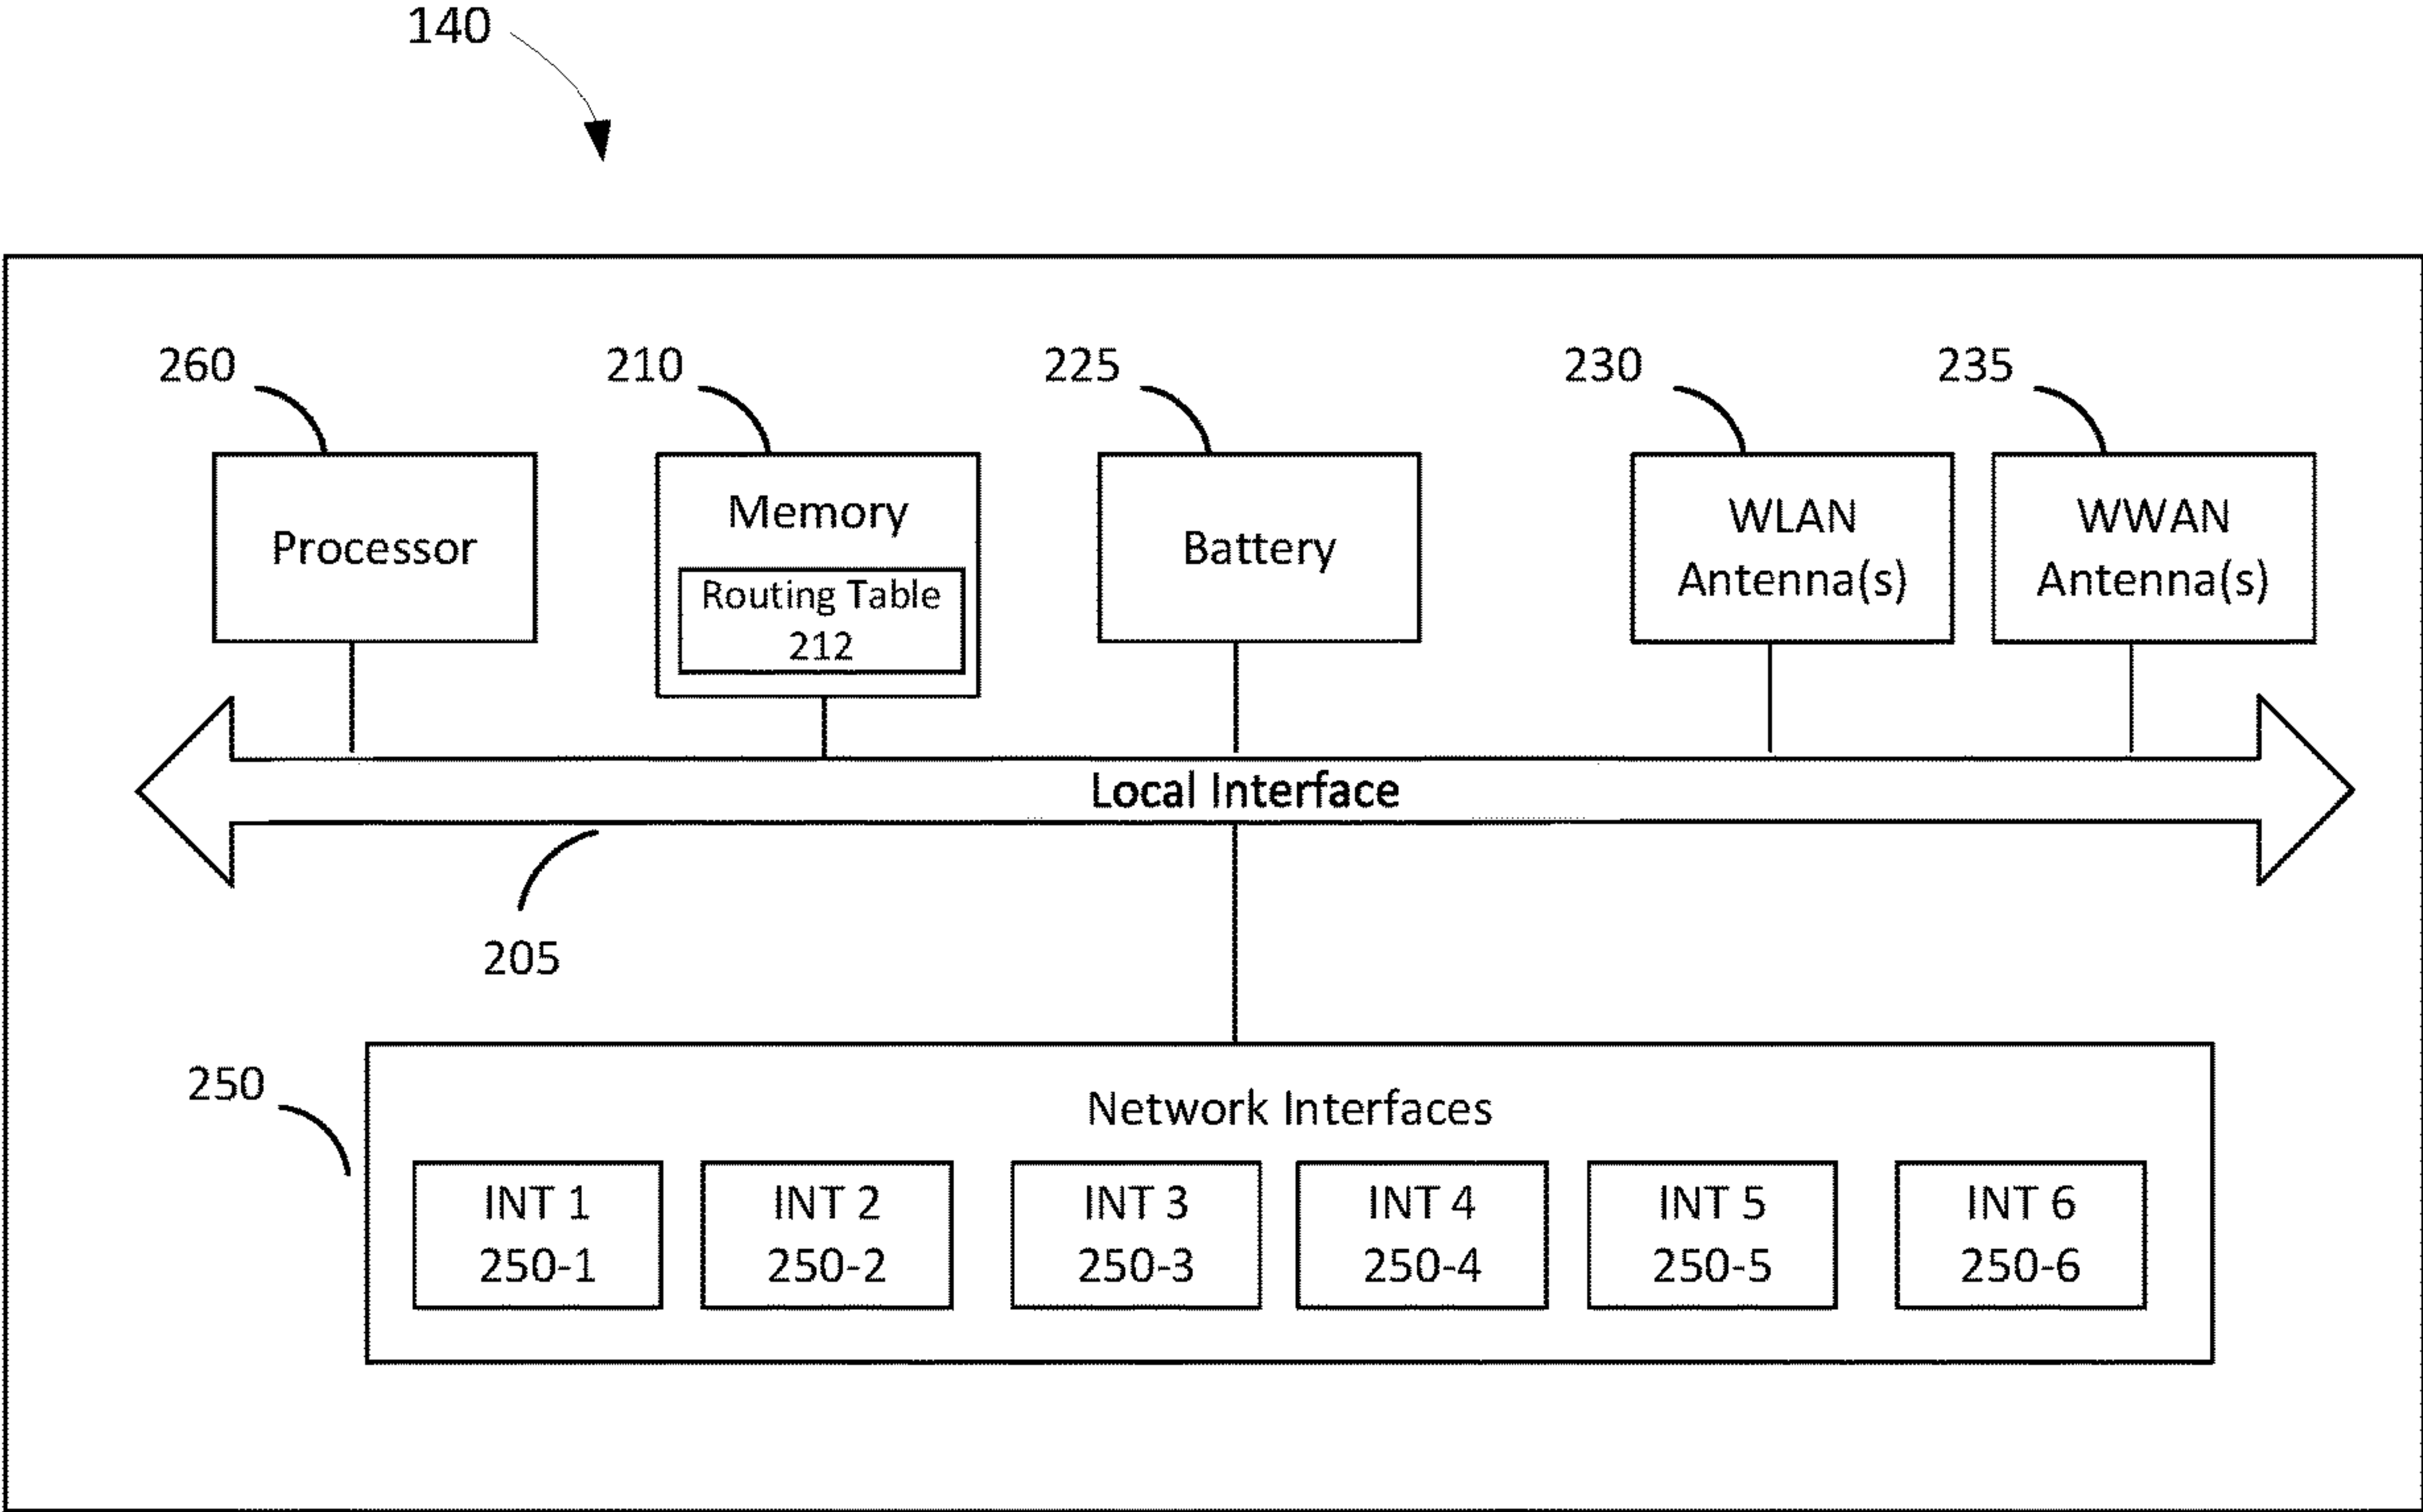 140
260
210
225
230
235
Processor
Memory
Routing Table
212
Battery
WLAN
Antenna(s)
WWAN
Antenna(s)
Local Interface
205
250
Network Interfaces
INT 1
250-1
INT 2
250-2
INT 3
250-3
INT 4
250-4
INT 5
250-5
INT 6
250-6